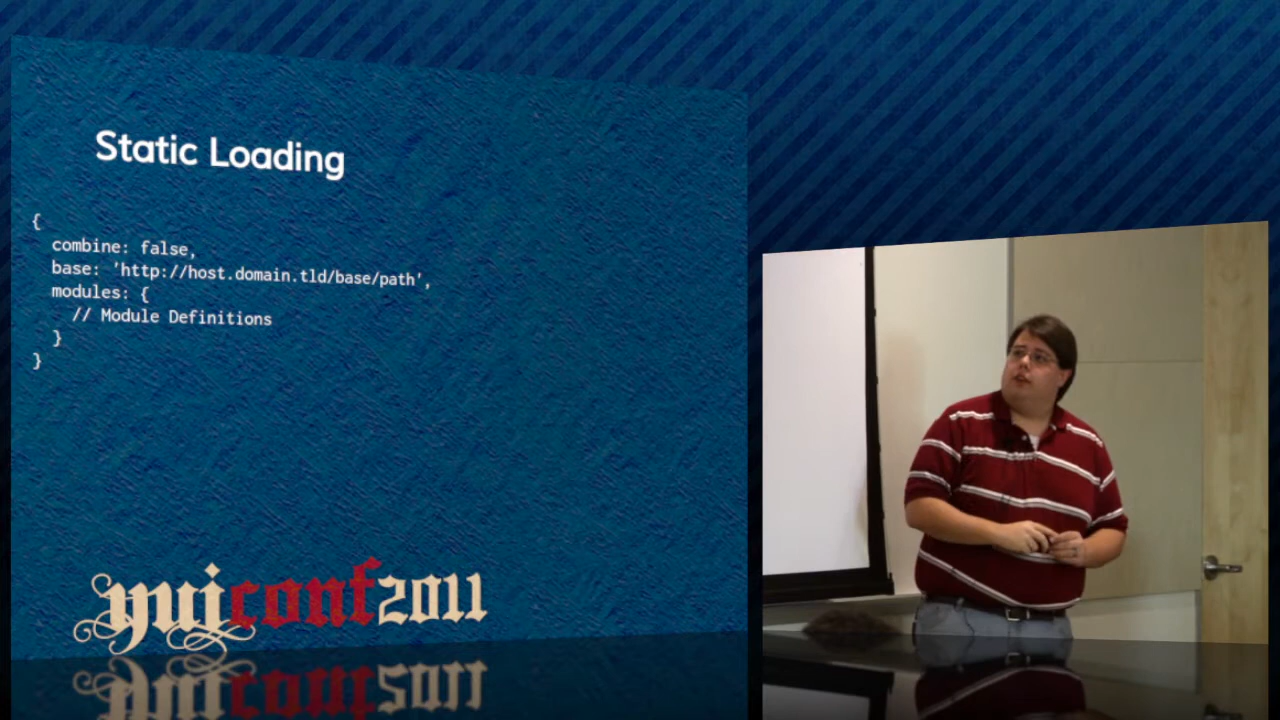 Static Loading
{
combine: false,
base: 'http://host.domain.tld/base/path',
modules: {
// Module Definitions
}
}
yuiconf2011